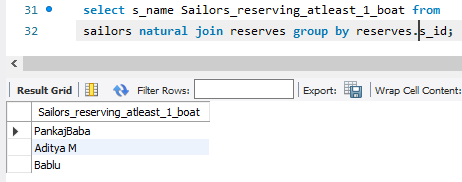 31 select s_name Sailors_reserving_atleast_1_boat from
32 sailors natural join reserves group by reserves.s_id;
Result Grid Filter Rows: Export: Wrap Cell Content:
Sailors_reserving_atleast_1_boat
PankajBaba
Aditya M
Bablu